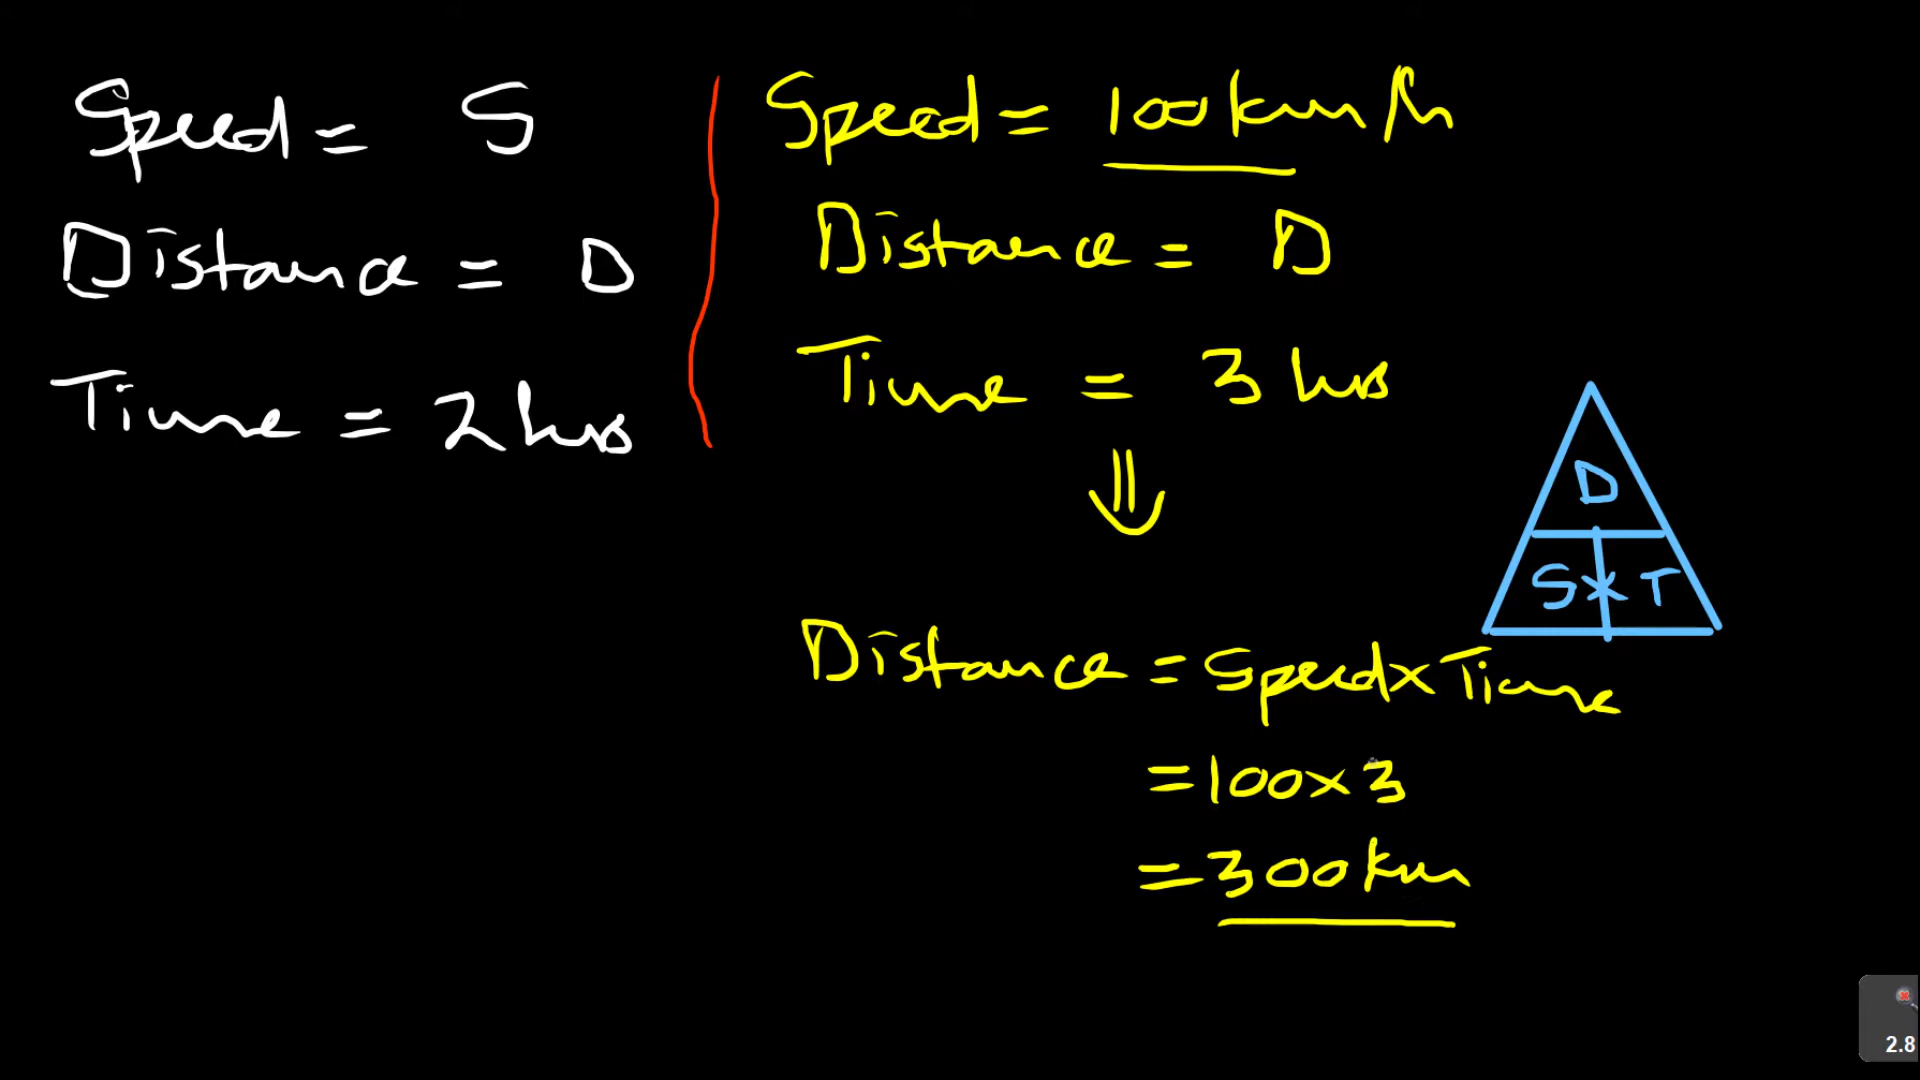 Speed = S
Distance = D
Time = 2 hrs
Speed = 100 km/h
Distance = D
Time = 3 hrs
D
S * T
Distance = Speed x Time
= 100 x 3
= 300 km
2.8